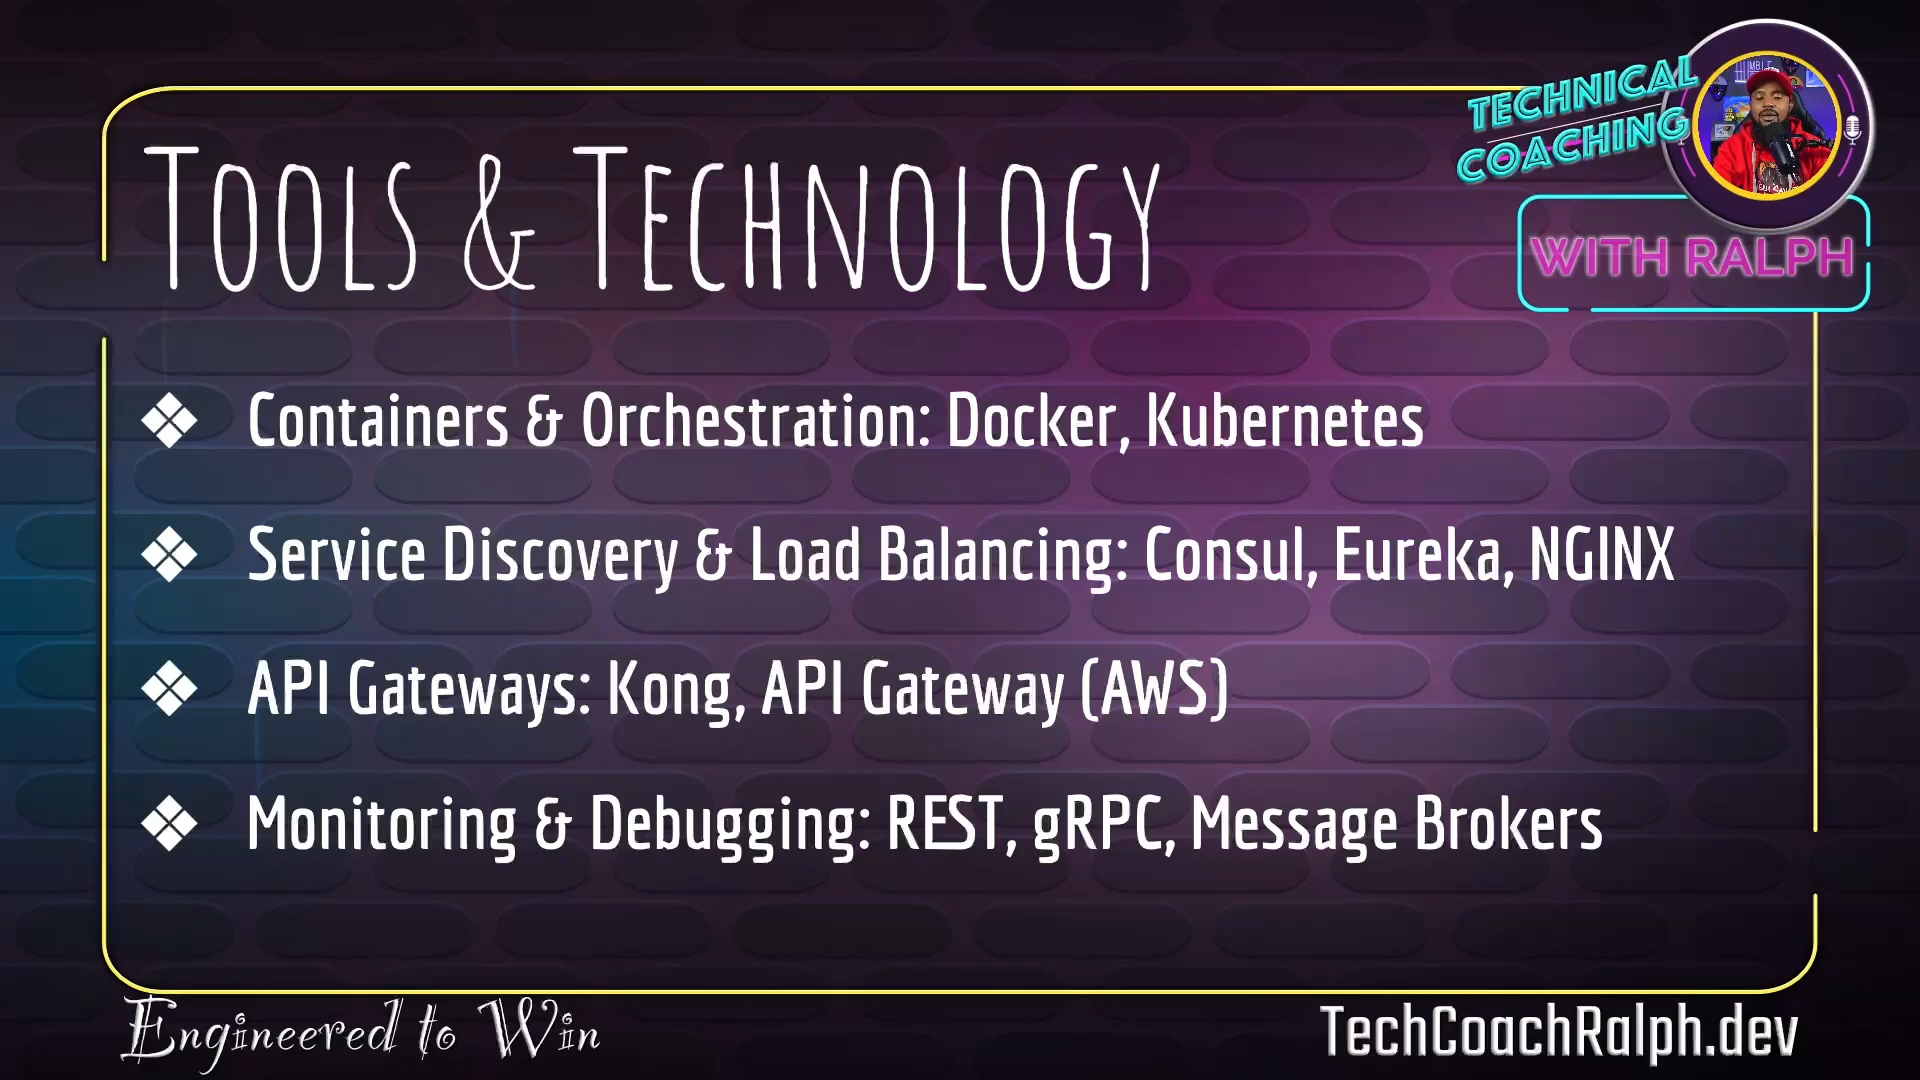 TECHNICAL
COACHING
WITH RALPH
Tools & Technology
❖ Containers & Orchestration: Docker, Kubernetes
❖ Service Discovery & Load Balancing: Consul, Eureka, NGINX
❖ API Gateways: Kong, API Gateway (AWS)
❖ Monitoring & Debugging: REST, gRPC, Message Brokers
Engineered to Win
TechCoachRalph.dev